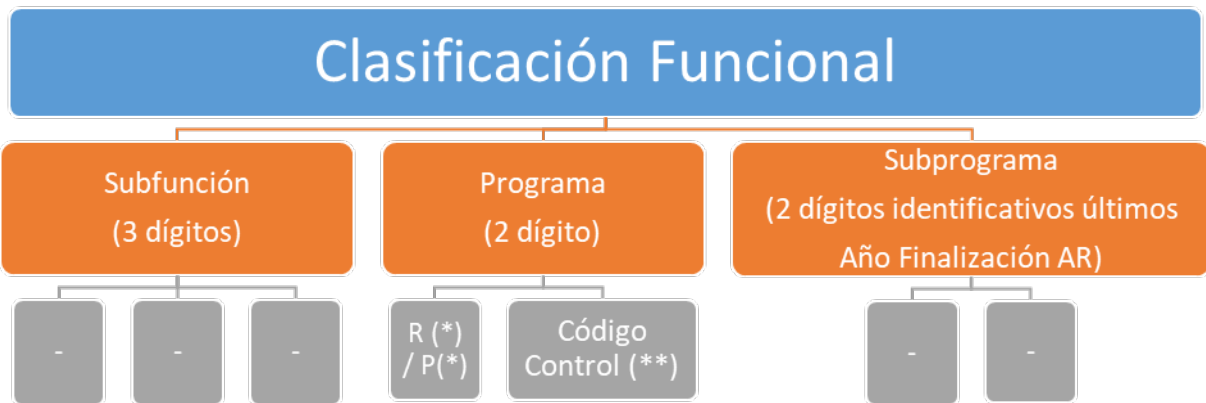 Clasificación Funcional
Subfunción
(3 dígitos)
Programa
(2 dígito)
Subprograma
(2 dígitos identificativos últimos
Año Finalización AR)
-
-
-
R (*)
/ P(*)
Código
Control (**)
-
-